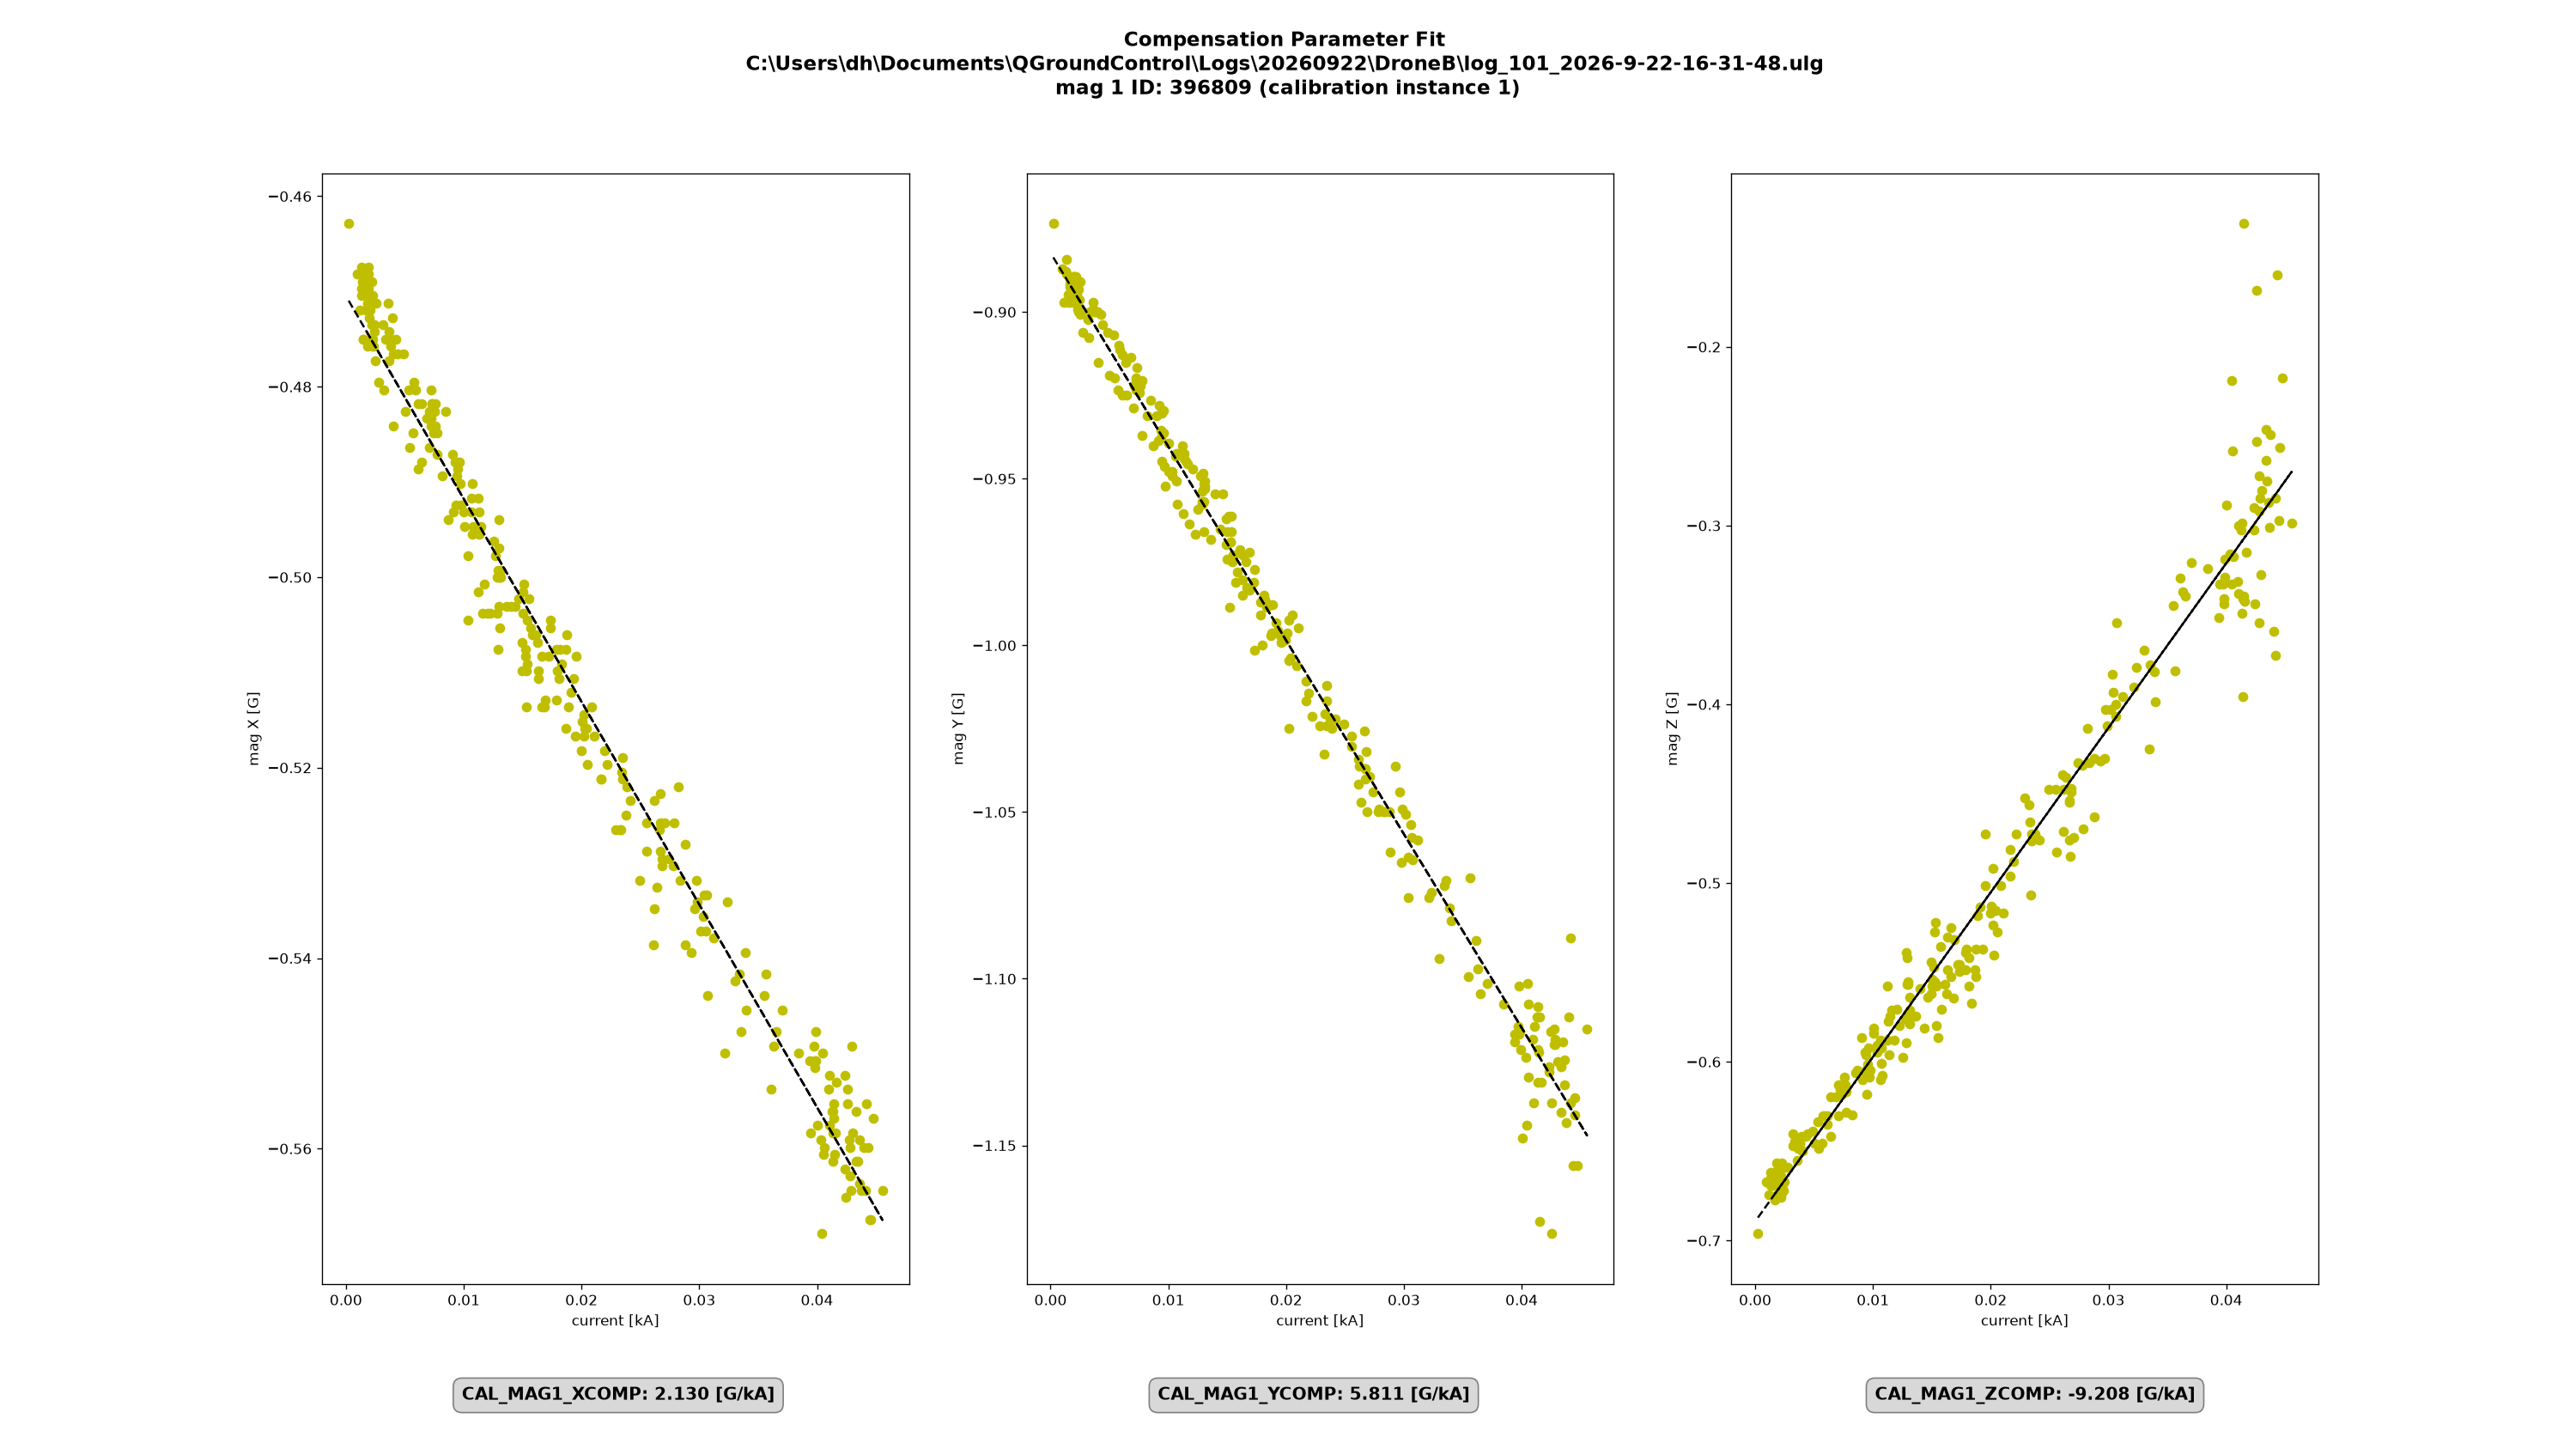 Compensation Parameter Fit
C:\Users\dh\Documents\QGroundControl\Logs\20260922\DroneB\log_101_2026-9-22-16-31-48.ulg
mag 1 ID: 396809 (calibration instance 1)
mag X [G]
−0.46
−0.48
−0.50
−0.52
−0.54
−0.56
0.00 0.01 0.02 0.03 0.04
current [kA]
CAL_MAG1_XCOMP: 2.130 [G/kA]
mag Y [G]
−0.90
−0.95
−1.00
−1.05
−1.10
−1.15
0.00 0.01 0.02 0.03 0.04
current [kA]
CAL_MAG1_YCOMP: 5.811 [G/kA]
mag Z [G]
−0.2
−0.3
−0.4
−0.5
−0.6
−0.7
0.00 0.01 0.02 0.03 0.04
current [kA]
CAL_MAG1_ZCOMP: -9.208 [G/kA]